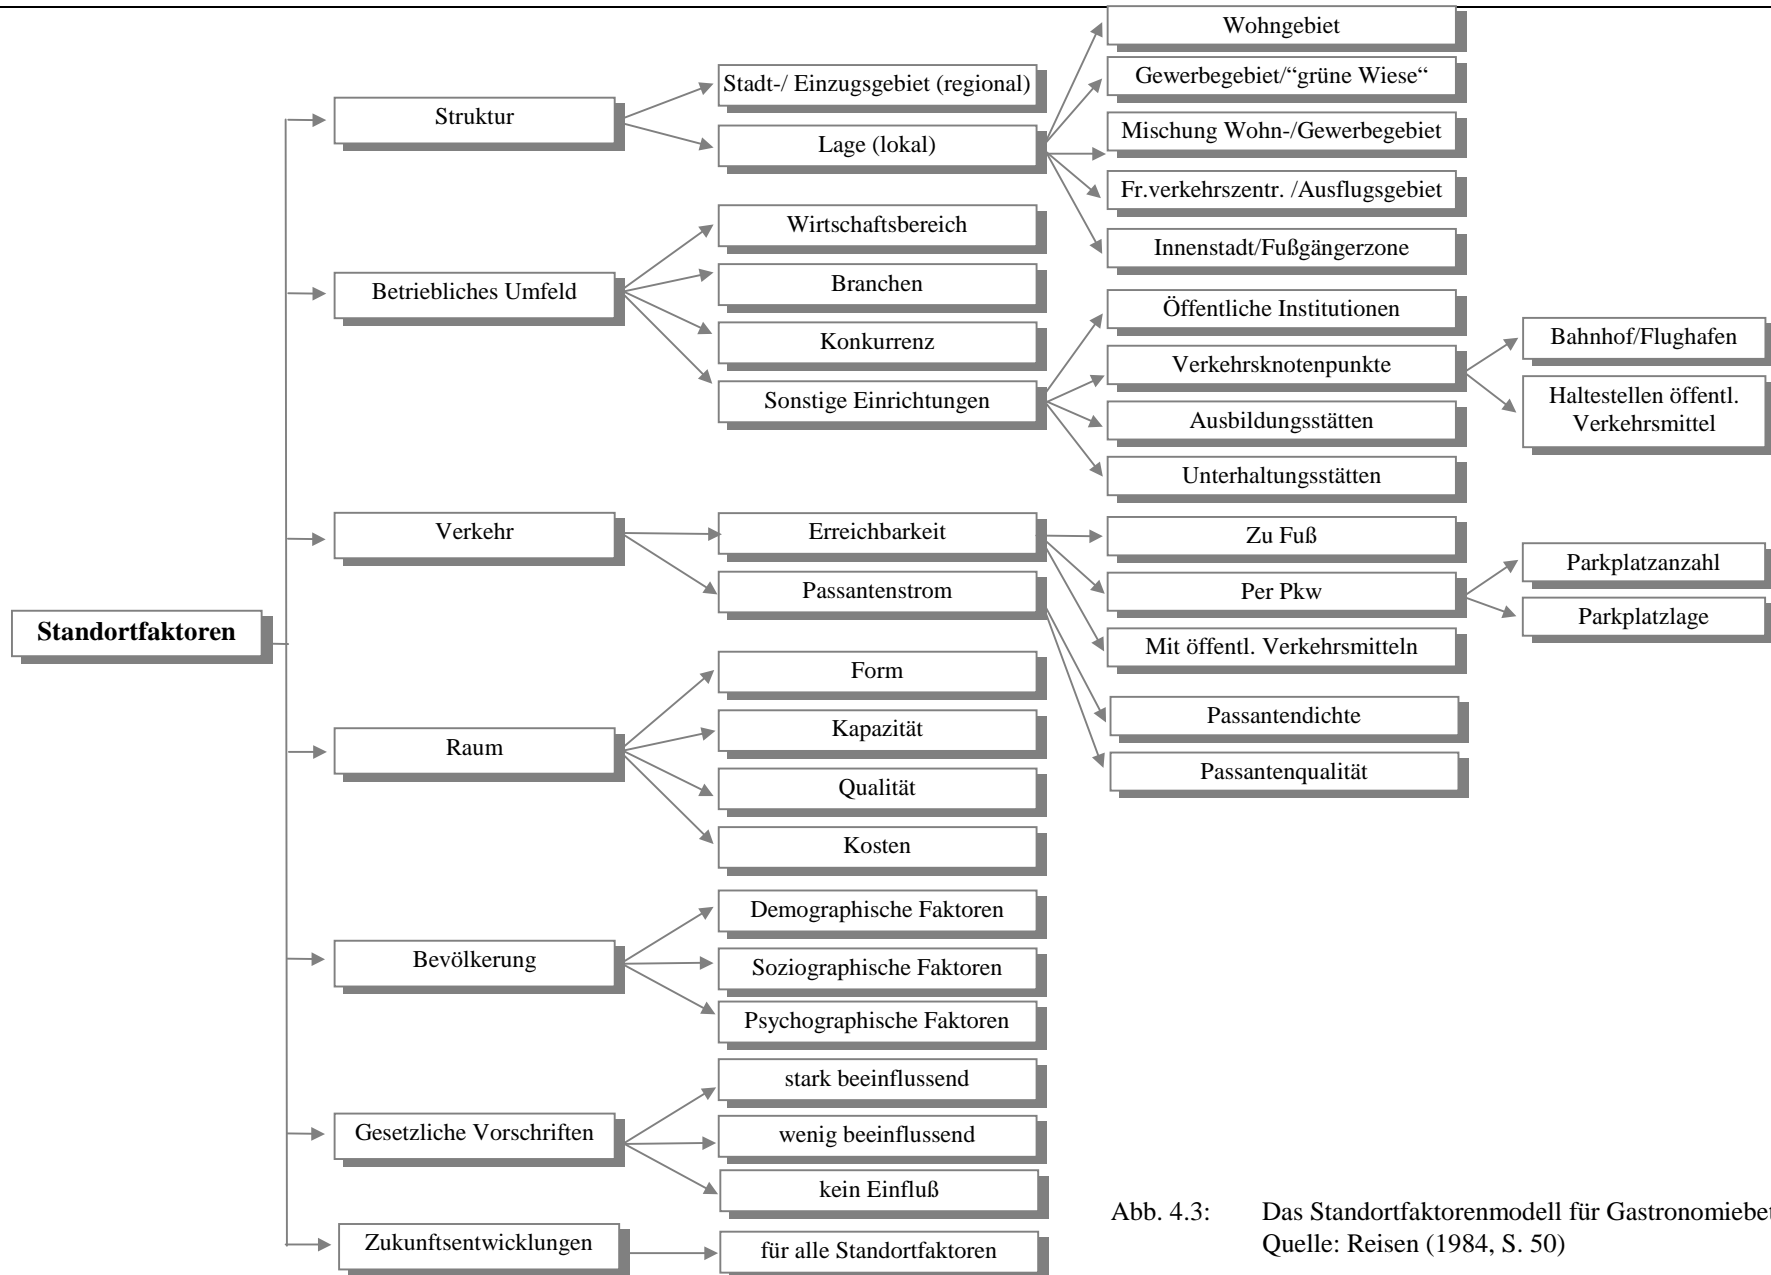 Standortfaktoren
Struktur
Stadt-/ Einzugsgebiet (regional)
Lage (lokal)
Wohngebiet
Gewerbegebiet/“grüne Wiese“
Mischung Wohn-/Gewerbegebiet
Fr.verkehrszentr. /Ausflugsgebiet
Innenstadt/Fußgängerzone
Betriebliches Umfeld
Wirtschaftsbereich
Branchen
Konkurrenz
Sonstige Einrichtungen
Öffentliche Institutionen
Verkehrsknotenpunkte
Bahnhof/Flughafen
Haltestellen öffentl.
Verkehrsmittel
Ausbildungsstätten
Unterhaltungsstätten
Verkehr
Erreichbarkeit
Zu Fuß
Per Pkw
Parkplatzanzahl
Parkplatzlage
Mit öffentl. Verkehrsmitteln
Passantenstrom
Passantendichte
Passantenqualität
Raum
Form
Kapazität
Qualität
Kosten
Bevölkerung
Demographische Faktoren
Soziographische Faktoren
Psychographische Faktoren
Gesetzliche Vorschriften
stark beeinflussend
wenig beeinflussend
kein Einfluß
Zukunftsentwicklungen
für alle Standortfaktoren
Abb. 4.3: Das Standortfaktorenmodell für Gastronomiebet
Quelle: Reisen (1984, S. 50)